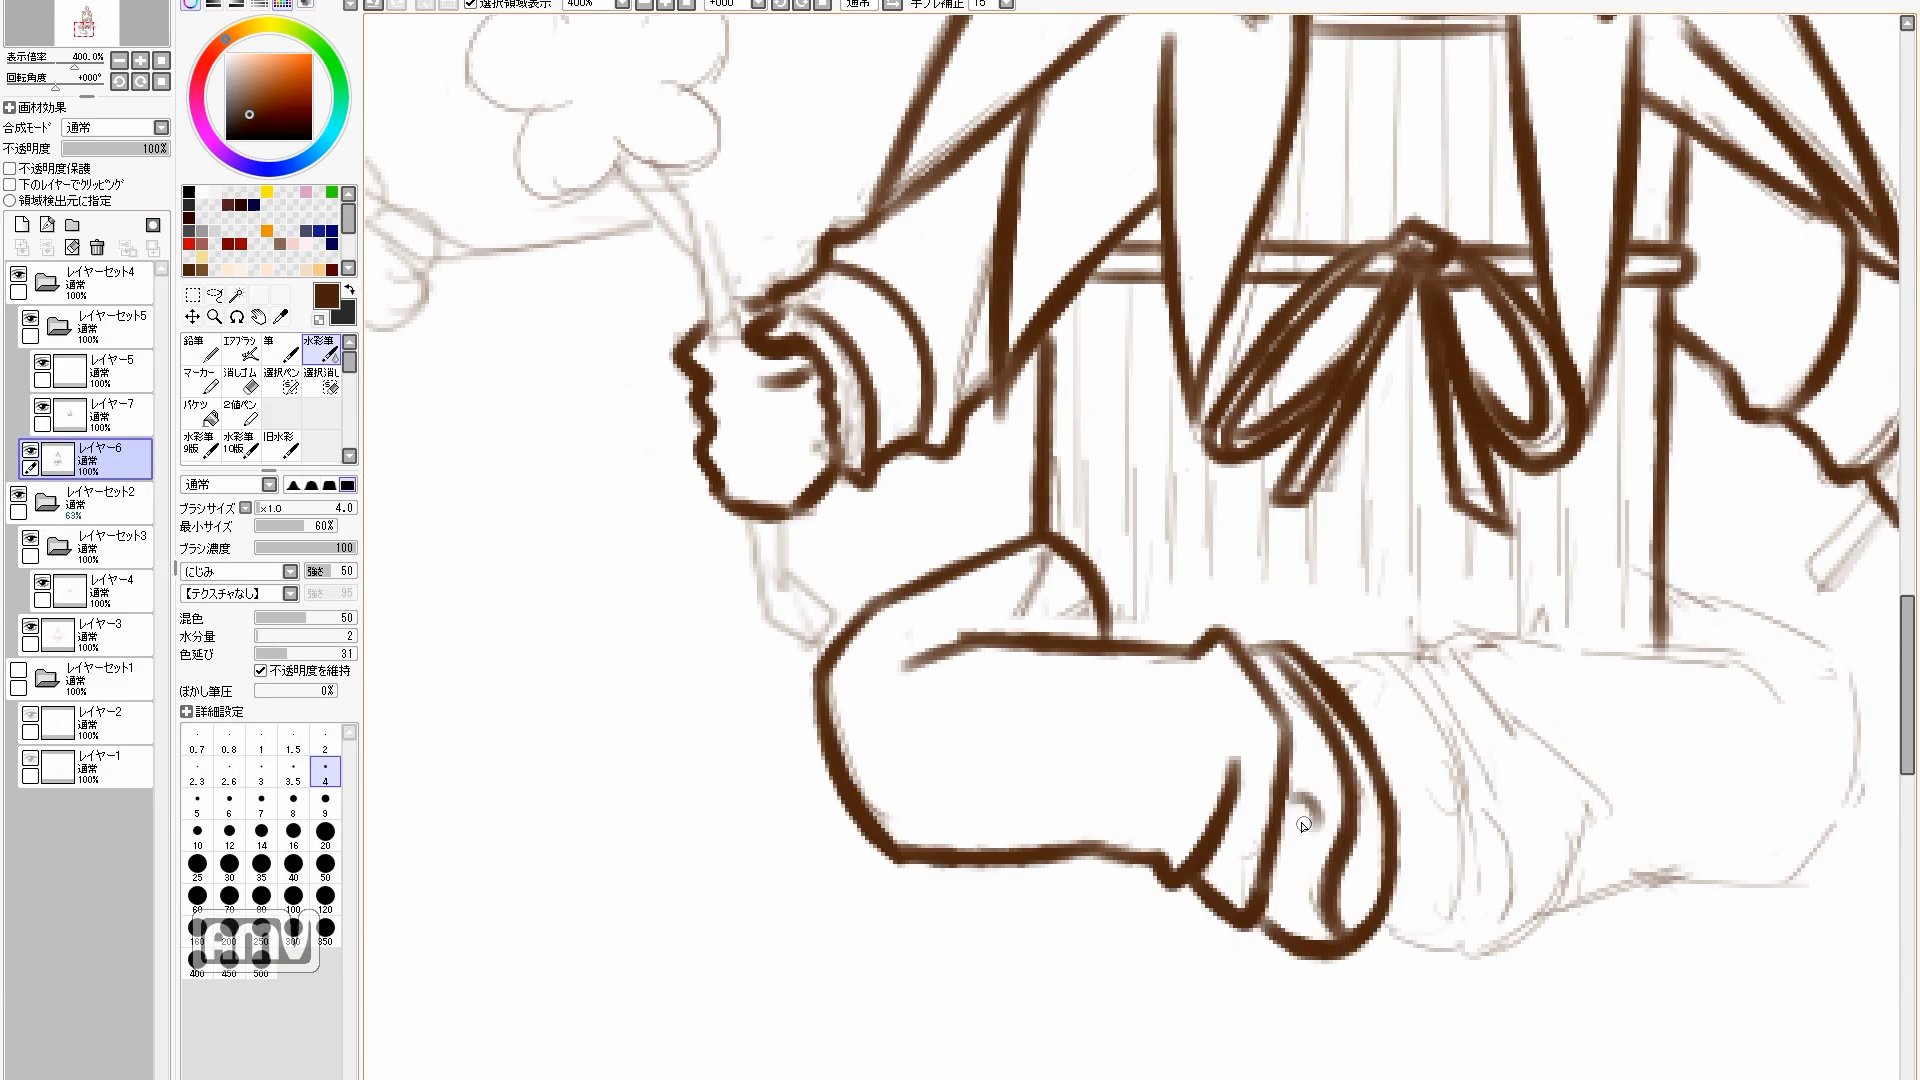 選択領域表示 400% +000° 通常 手ブレ補正 15
表示倍率 400.0%
回転角度 +000°
画材効果
合成モード 通常
不透明度 100%
不透明度保護
下のレイヤーでクリッピング
領域検出元に指定
レイヤーセット4
通常
100%
レイヤーセット5
通常
100%
レイヤー5
通常
100%
レイヤー7
通常
100%
レイヤー6
通常
100%
レイヤーセット2
通常
63%
レイヤーセット3
通常
100%
レイヤー4
通常
100%
レイヤー3
通常
100%
レイヤーセット1
通常
100%
レイヤー2
通常
100%
レイヤー1
通常
100%
鉛筆 エアブラシ 筆 水彩筆
マーカー 消しゴム 選択ペン 選択消し
バケツ 2値ペン
水彩筆 水彩筆 旧水彩
9版 10版
通常
ブラシサイズ x1.0 4.0
最小サイズ 60%
ブラシ濃度 100
にじみ 強さ 50
【テクスチャなし】 強さ 95
混色 50
水分量 2
色延び 31
不透明度を維持
ぼかし筆圧 0%
詳細設定
0.7 0.8 1 1.5 2
2.3 2.6 3 3.5 4
5 6 7 8 9
10 12 14 16 20
25 30 35 40 50
60 70 80 100 120
160 200 250 300 350
AMV
400 450 500